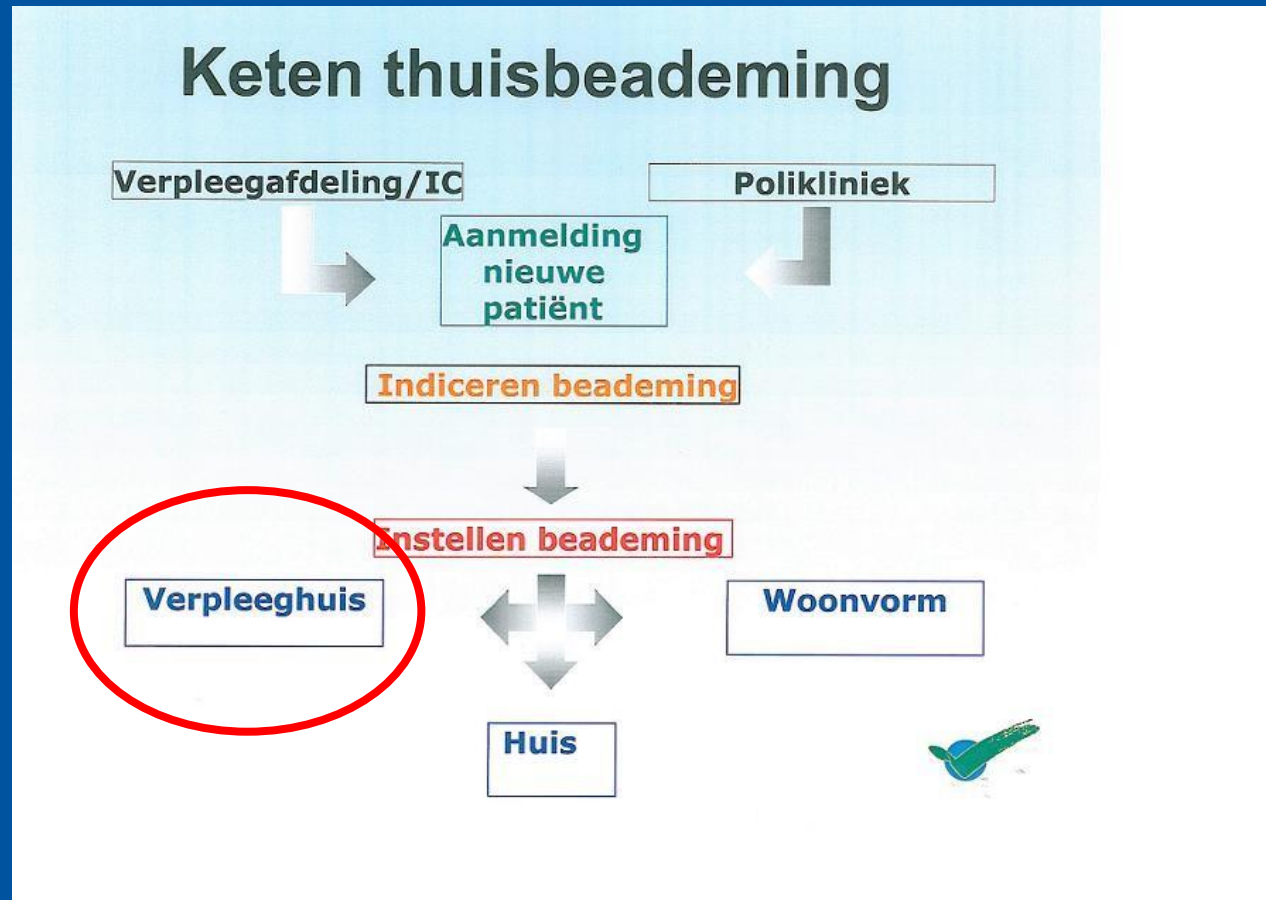 Keten thuisbeademing
Verpleegafdeling/IC
Polikliniek
Aanmelding
nieuwe
patiënt
Indiceren beademing
Instellen beademing
Verpleeghuis
Woonvorm
Huis